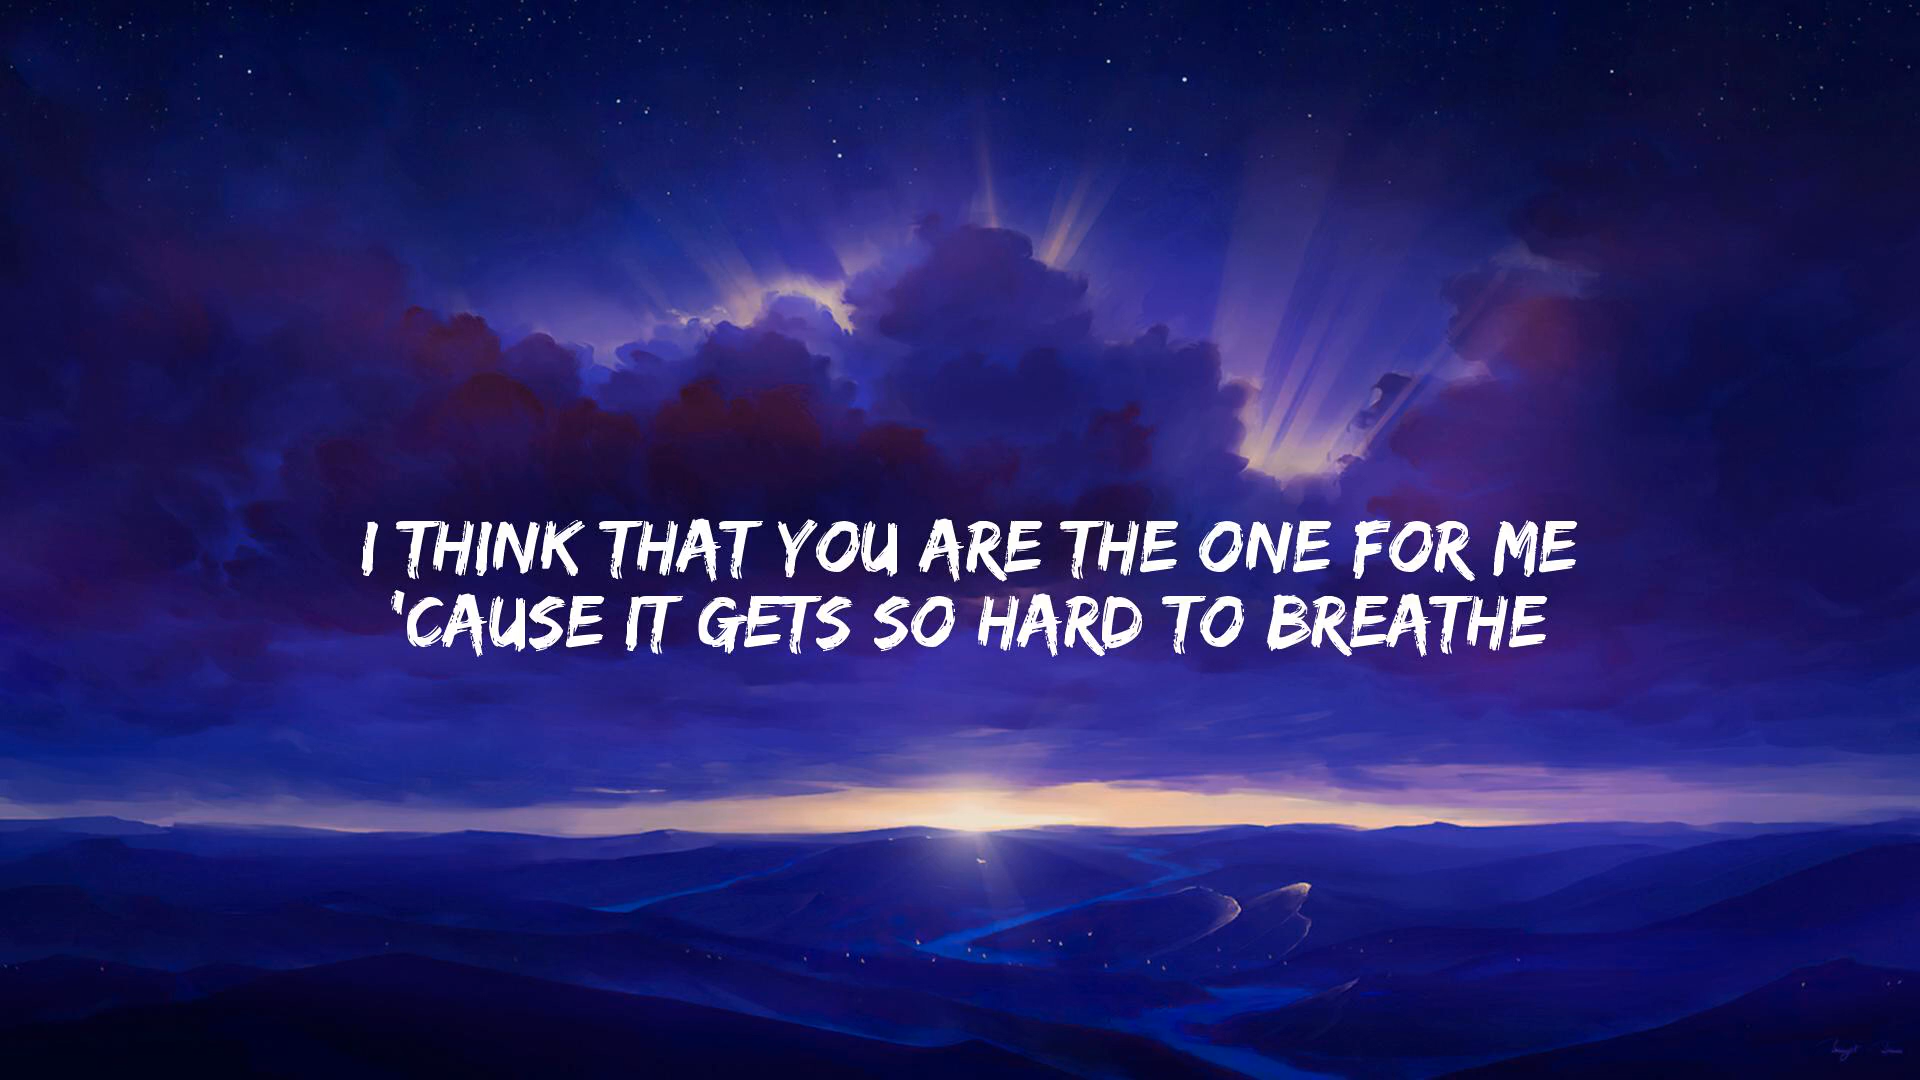 I THINK THAT YOU ARE THE ONE FOR ME
'CAUSE IT GETS SO HARD TO BREATHE